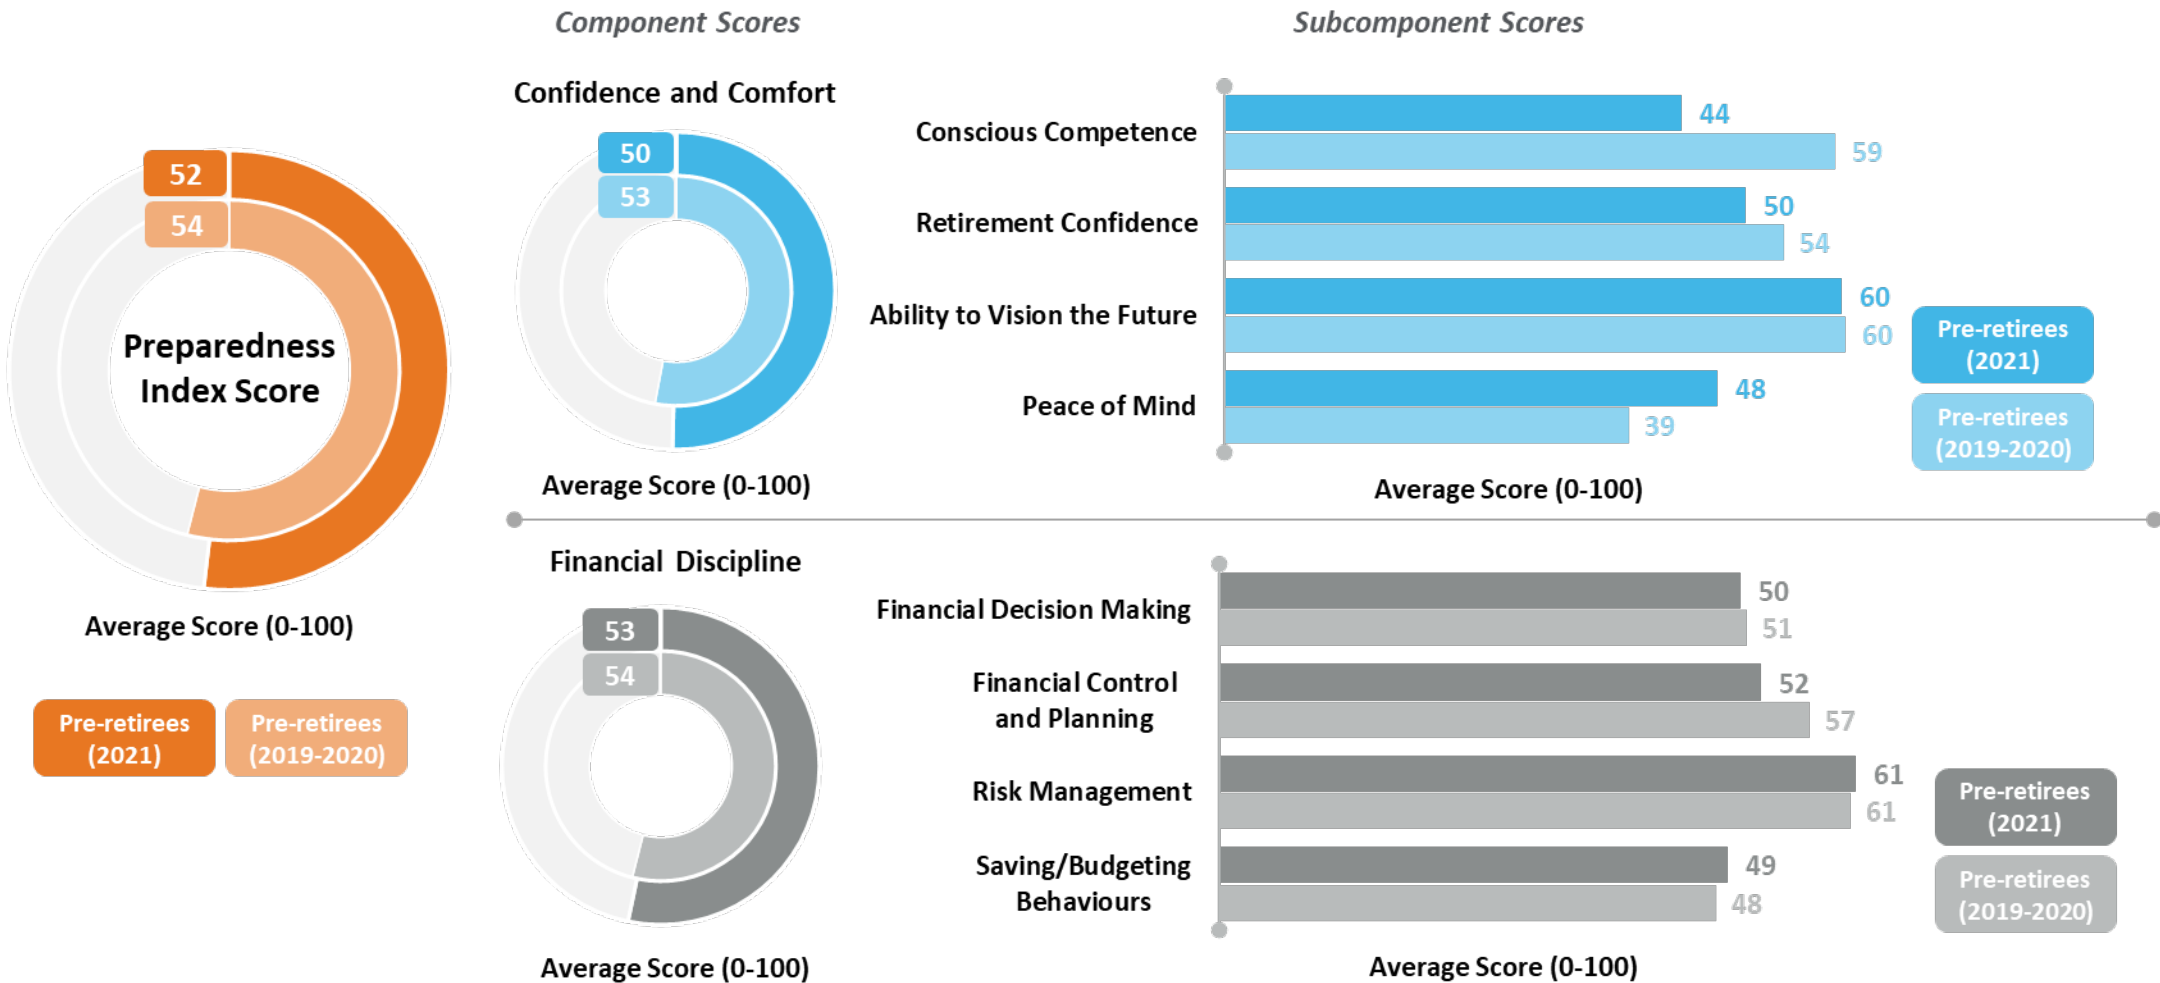 Component Scores
Subcomponent Scores
52
54
Preparedness
Index Score
Average Score (0-100)
Pre-retirees
(2021)
Pre-retirees
(2019-2020)
Confidence and Comfort
50
53
Average Score (0-100)
Conscious Competence
44
59
Retirement Confidence
50
54
Ability to Vision the Future
60
60
Peace of Mind
48
39
Average Score (0-100)
Pre-retirees
(2021)
Pre-retirees
(2019-2020)
Financial Discipline
53
54
Average Score (0-100)
Financial Decision Making
50
51
Financial Control
and Planning
52
57
Risk Management
61
61
Saving/Budgeting
Behaviours
49
48
Average Score (0-100)
Pre-retirees
(2021)
Pre-retirees
(2019-2020)